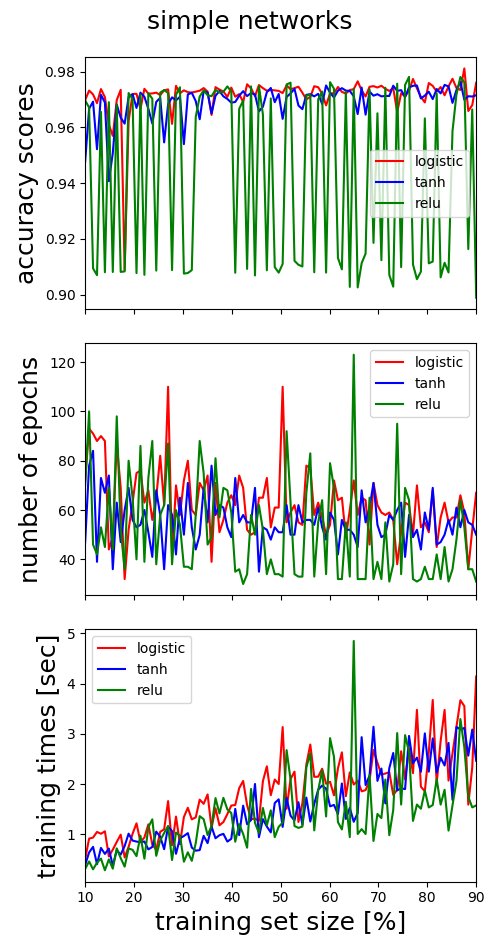 simple networks
accuracy scores
0.98
0.96
0.94
0.92
0.90
logistic
tanh
relu
number of epochs
120
100
80
60
40
logistic
tanh
relu
training times [sec]
5
4
3
2
1
logistic
tanh
relu
10 20 30 40 50 60 70 80 90
training set size [%]